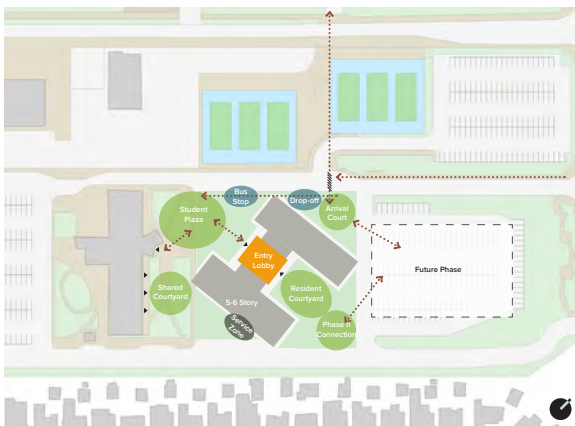 Bus
Stop
Drop-off
Student
Plaza
Arrival
Court
Entry
Lobby
Future Phase
Shared
Courtyard
Resident
Courtyard
5-6 Story
Service
Zone
Phase II
Connection